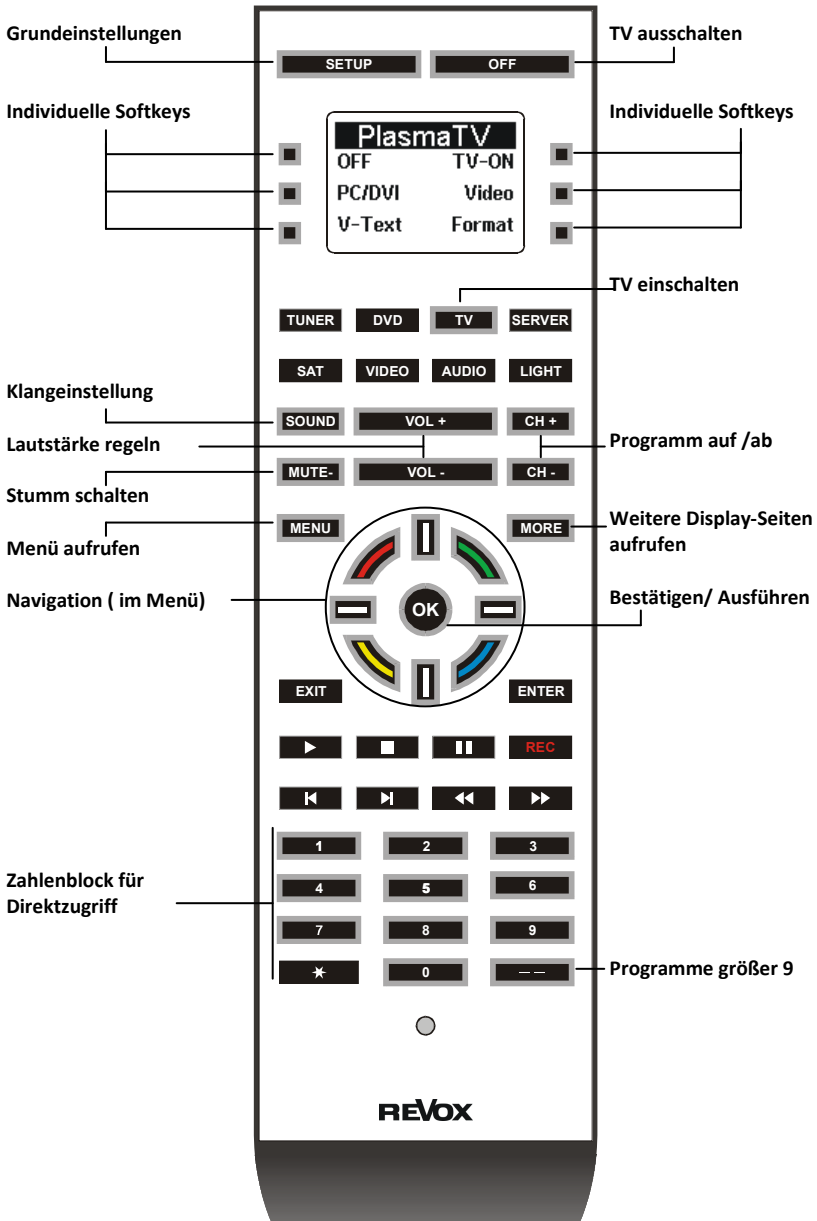 Grundeinstellungen
TV ausschalten
SETUP
OFF
Individuelle Softkeys
Individuelle Softkeys
PlasmaTV
OFF TV-ON
PC/DVI Video
V-Text Format
TV einschalten
TUNER DVD TV SERVER
SAT VIDEO AUDIO LIGHT
Klangeinstellung
SOUND VOL + CH +
Lautstärke regeln
Programm auf /ab
MUTE- VOL - CH -
Stumm schalten
MENU MORE
Weitere Display-Seiten
aufrufen
Menü aufrufen
Navigation ( im Menü)
OK
Bestätigen/ Ausführen
EXIT ENTER
REC
1 2 3
Zahlenblock für
Direktzugriff
4 5 6
7 8 9
0 – –
Programme größer 9
REVOX